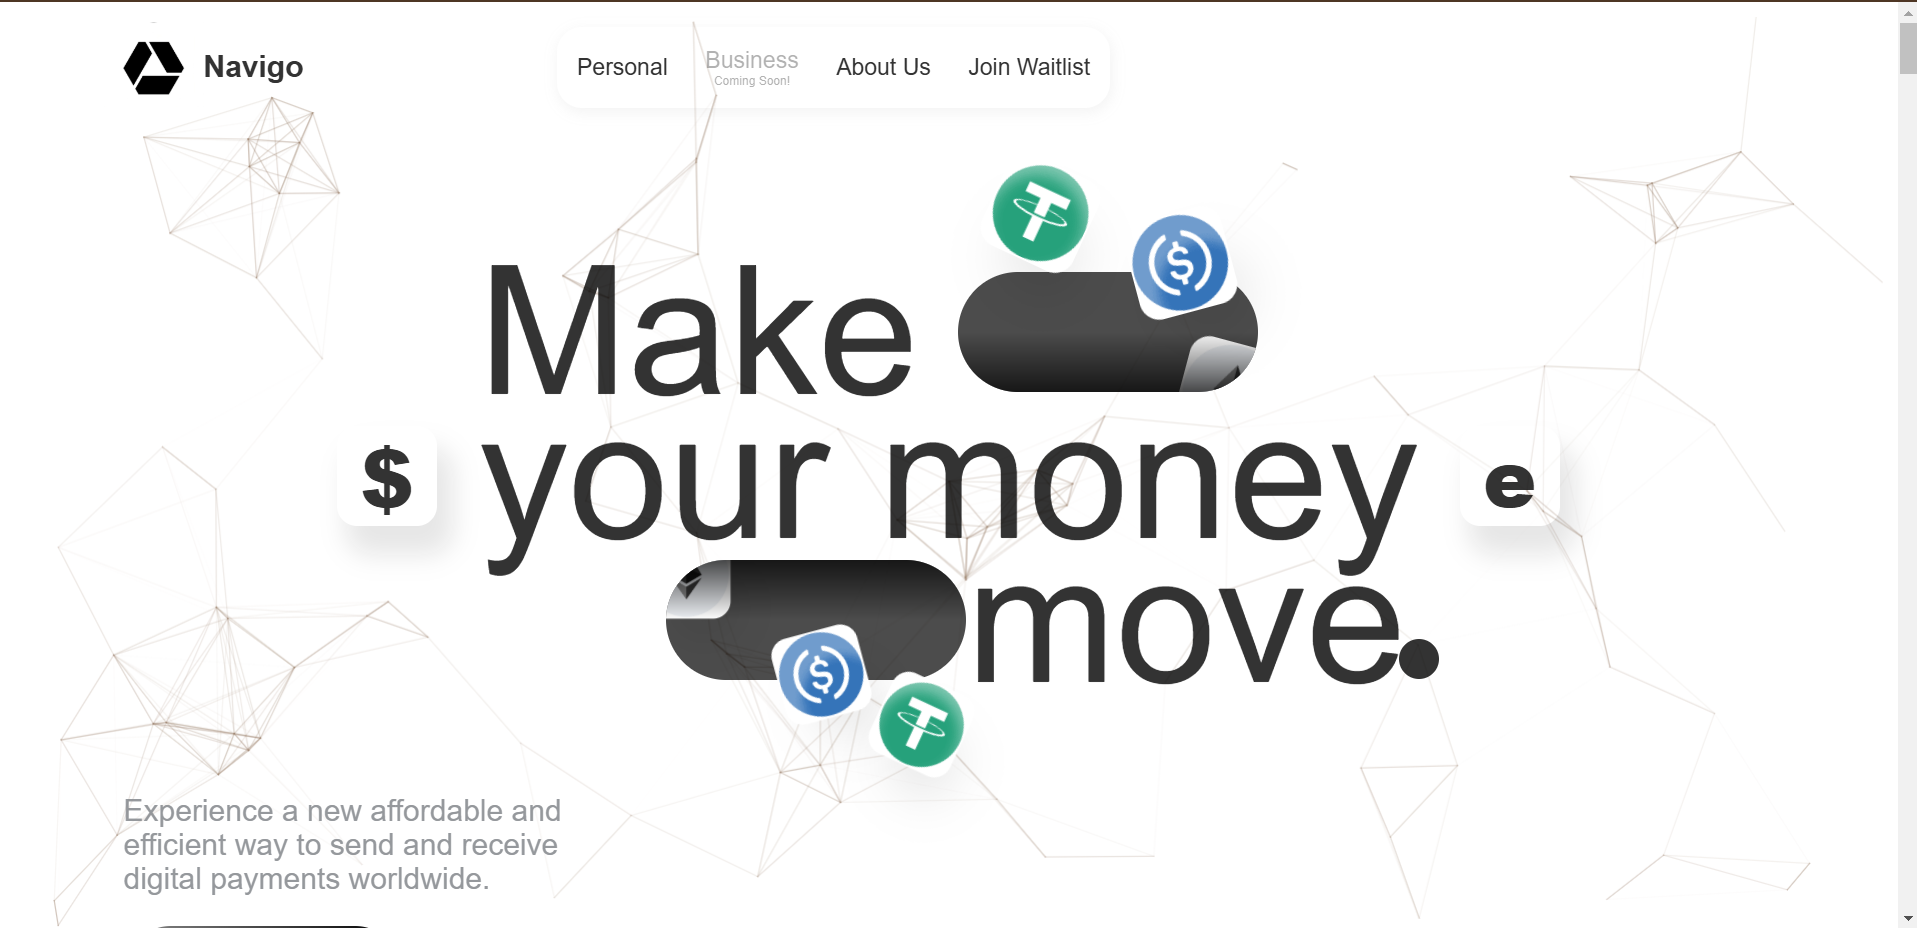 Navigo
Personal
Business
Coming Soon!
About Us
Join Waitlist
Make
$
your money
e
move.
Experience a new affordable and
efficient way to send and receive
digital payments worldwide.